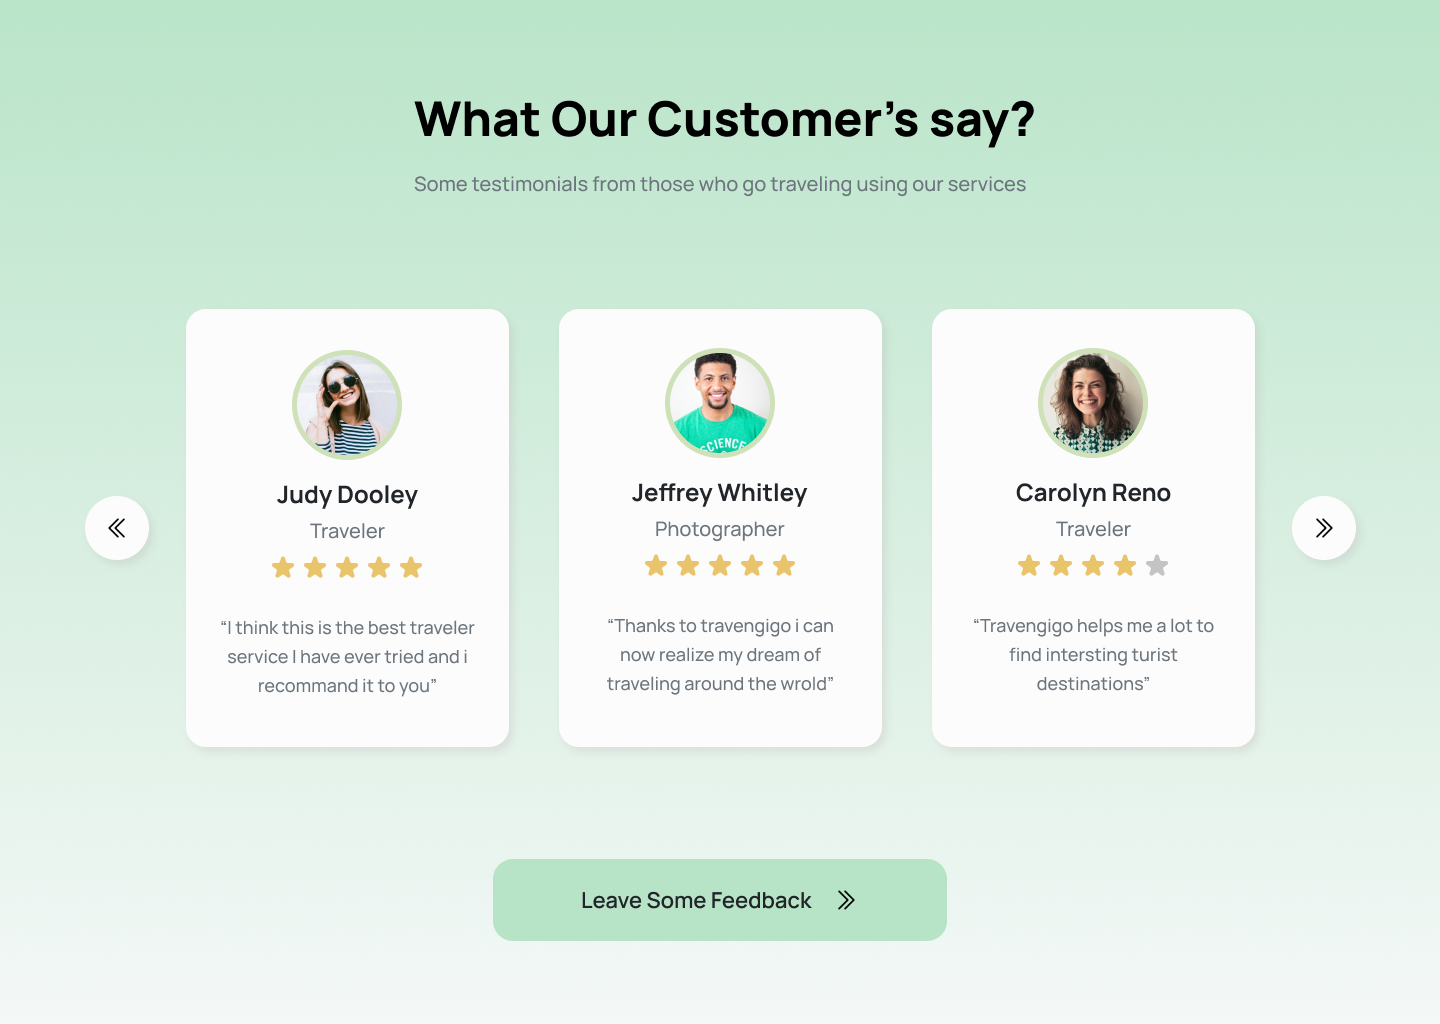 What Our Customer’s say?
Some testimonials from those who go traveling using our services
SCIENCE
Judy Dooley
Traveler
“I think this is the best traveler
service I have ever tried and i
recommand it to you”
Jeffrey Whitley
Photographer
“Thanks to travengigo i can
now realize my dream of
traveling around the wrold”
Carolyn Reno
Traveler
“Travengigo helps me a lot to
find intersting turist
destinations”
Leave Some Feedback